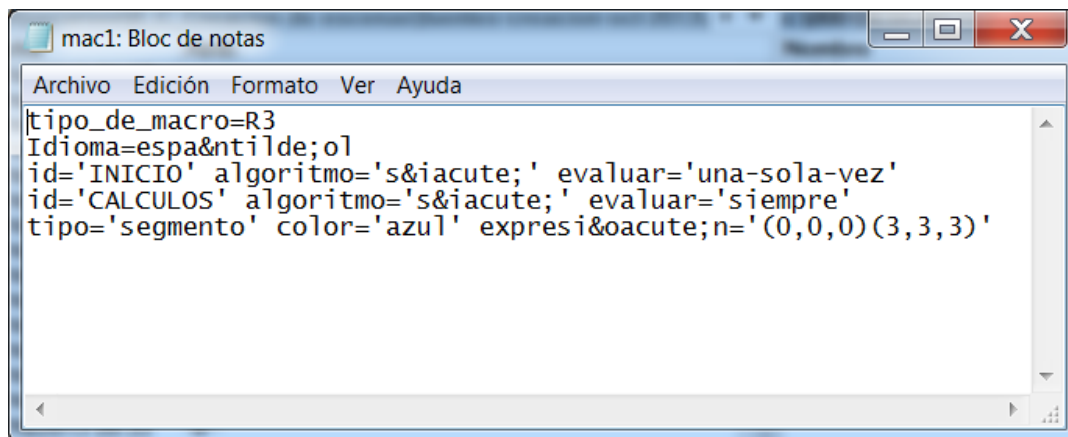 mac1: Bloc de notas
Archivo Edición Formato Ver Ayuda
tipo_de_macro=R3
Idioma=espa&ntilde;ol
id='INICIO' algoritmo='s&iacute;' evaluar='una-sola-vez'
id='CALCULOS' algoritmo='s&iacute;' evaluar='siempre'
tipo='segmento' color='azul' expresi&oacute;n='(0,0,0)(3,3,3)'